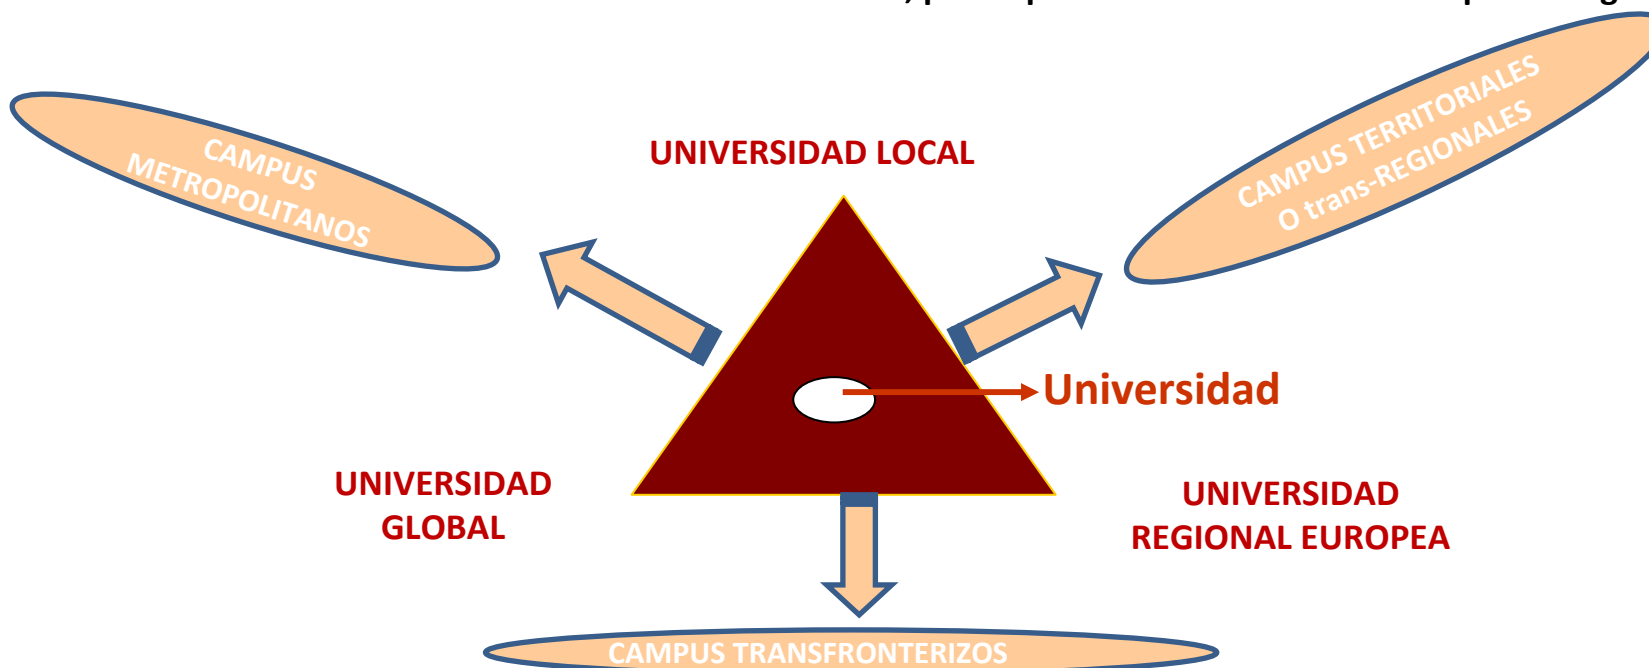 UNIVERSIDAD LOCAL
CAMPUS
METROPOLITANOS
CAMPUS TERRITORIALES
O trans-REGIONALES
Universidad
UNIVERSIDAD
GLOBAL
UNIVERSIDAD
REGIONAL EUROPEA
CAMPUS TRANSFRONTERIZOS